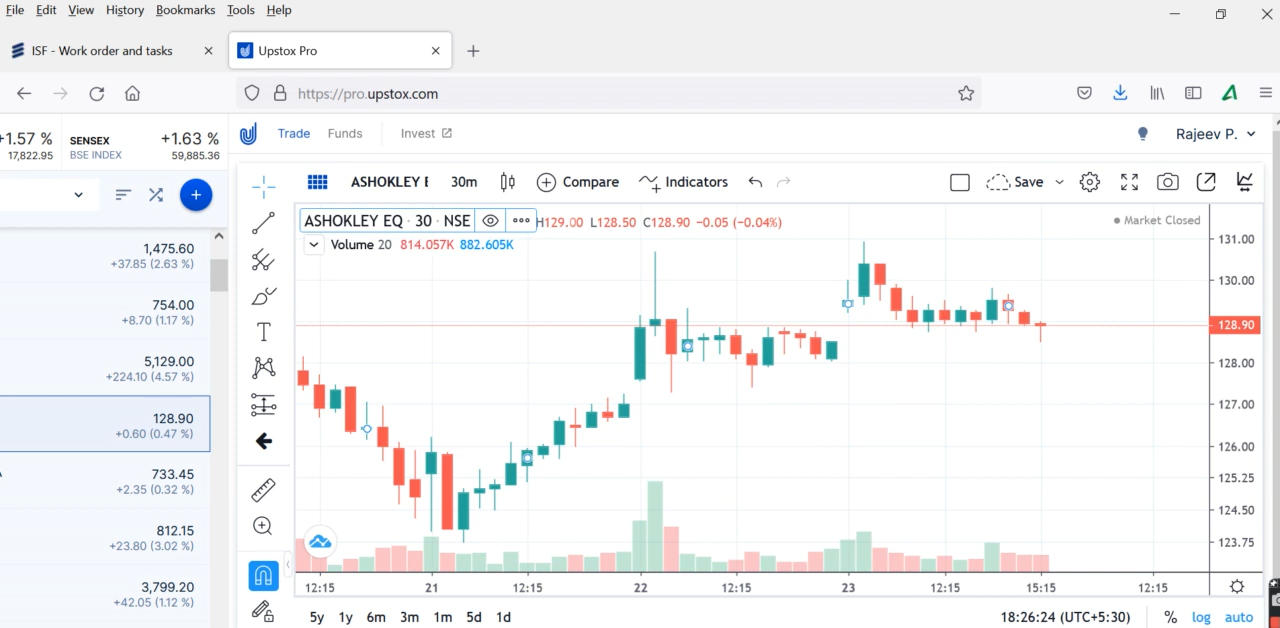 File Edit View History Bookmarks Tools Help
ISF - Work order and tasks
Upstox Pro
https://pro.upstox.com
+1.57 % SENSEX +1.63 %
17,822.95 BSE INDEX 59,885.36
Trade Funds Invest Rajeev P.
ASHOKLEY E 30m Compare Indicators Save
ASHOKLEY EQ · 30 · NSE H129.00 L128.50 C128.90 −0.05 (−0.04%) Market Closed
Volume 20 814.057K 882.605K
1,475.60
+37.85 (2.63 %)
754.00
+8.70 (1.17 %)
5,129.00
+224.10 (4.57 %)
128.90
+0.60 (0.47 %)
733.45
+2.35 (0.32 %)
812.15
+23.80 (3.02 %)
3,799.20
+42.05 (1.12 %)
131.00
130.00
128.90
128.00
127.00
126.00
125.25
124.50
123.75
12:15 21 12:15 22 12:15 23 12:15 15:15 12:15
5y 1y 6m 3m 1m 5d 1d 18:26:24 (UTC+5:30) % log auto